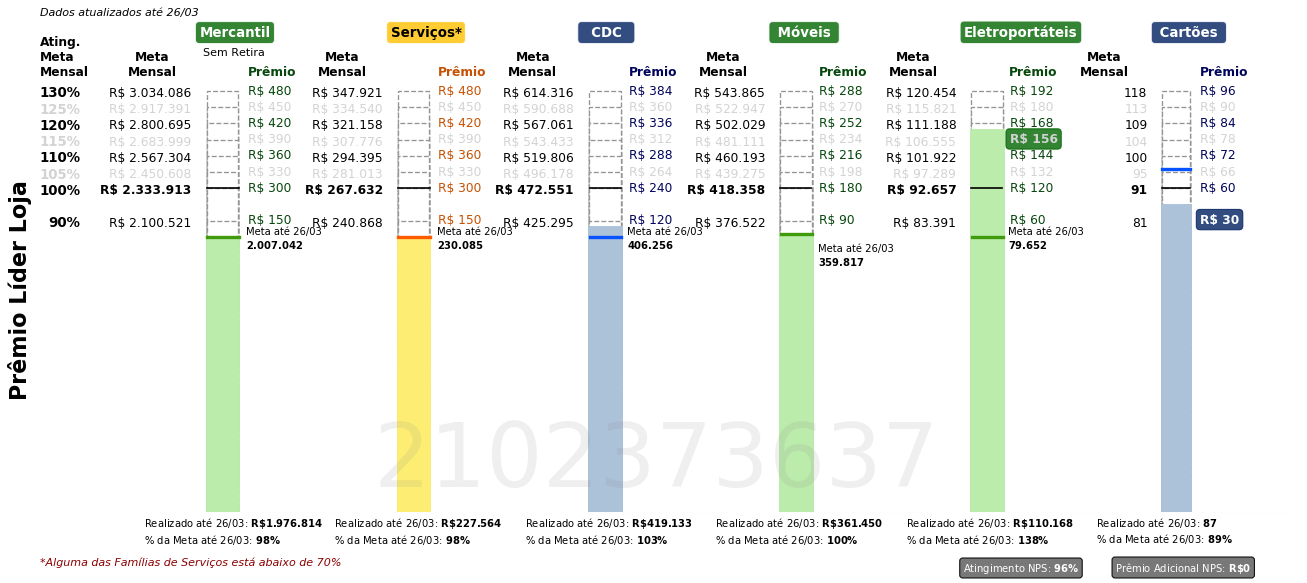 Dados atualizados até 26/03
Mercantil Serviços* CDC Móveis Eletroportáteis Cartões
Sem Retira
Ating. Meta Mensal
Meta Mensal Prêmio Meta Mensal Prêmio Meta Mensal Prêmio Meta Mensal Prêmio Meta Mensal Prêmio Meta Mensal Prêmio
130% R$ 3.034.086 R$ 480 R$ 347.921 R$ 480 R$ 614.316 R$ 384 R$ 543.865 R$ 288 R$ 120.454 R$ 192 118 R$ 96
125% R$ 2.917.391 R$ 450 R$ 334.540 R$ 450 R$ 590.688 R$ 360 R$ 522.947 R$ 270 R$ 115.821 R$ 180 113 R$ 90
120% R$ 2.800.695 R$ 420 R$ 321.158 R$ 420 R$ 567.061 R$ 336 R$ 502.029 R$ 252 R$ 111.188 R$ 168 109 R$ 84
115% R$ 2.683.999 R$ 390 R$ 307.776 R$ 390 R$ 543.433 R$ 312 R$ 481.111 R$ 234 R$ 106.555 R$ 156 104 R$ 78
110% R$ 2.567.304 R$ 360 R$ 294.395 R$ 360 R$ 519.806 R$ 288 R$ 460.193 R$ 216 R$ 101.922 R$ 144 100 R$ 72
105% R$ 2.450.608 R$ 330 R$ 281.013 R$ 330 R$ 496.178 R$ 264 R$ 439.275 R$ 198 R$ 97.289 R$ 132 95 R$ 66
100% R$ 2.333.913 R$ 300 R$ 267.632 R$ 300 R$ 472.551 R$ 240 R$ 418.358 R$ 180 R$ 92.657 R$ 120 91 R$ 60
90% R$ 2.100.521 R$ 150 R$ 240.868 R$ 150 R$ 425.295 R$ 120 R$ 376.522 R$ 90 R$ 83.391 R$ 60 81 R$ 30
Meta até 26/03 Meta até 26/03 Meta até 26/03 Meta até 26/03 Meta até 26/03
2.007.042 230.085 406.256 359.817 79.652
Prêmio Líder Loja
2102373637
Realizado até 26/03: R$1.976.814 Realizado até 26/03: R$227.564 Realizado até 26/03: R$419.133 Realizado até 26/03: R$361.450 Realizado até 26/03: R$110.168 Realizado até 26/03: 87
% da Meta até 26/03: 98% % da Meta até 26/03: 98% % da Meta até 26/03: 103% % da Meta até 26/03: 100% % da Meta até 26/03: 138% % da Meta até 26/03: 89%
*Alguma das Famílias de Serviços está abaixo de 70%
Atingimento NPS: 96% Prêmio Adicional NPS: R$0